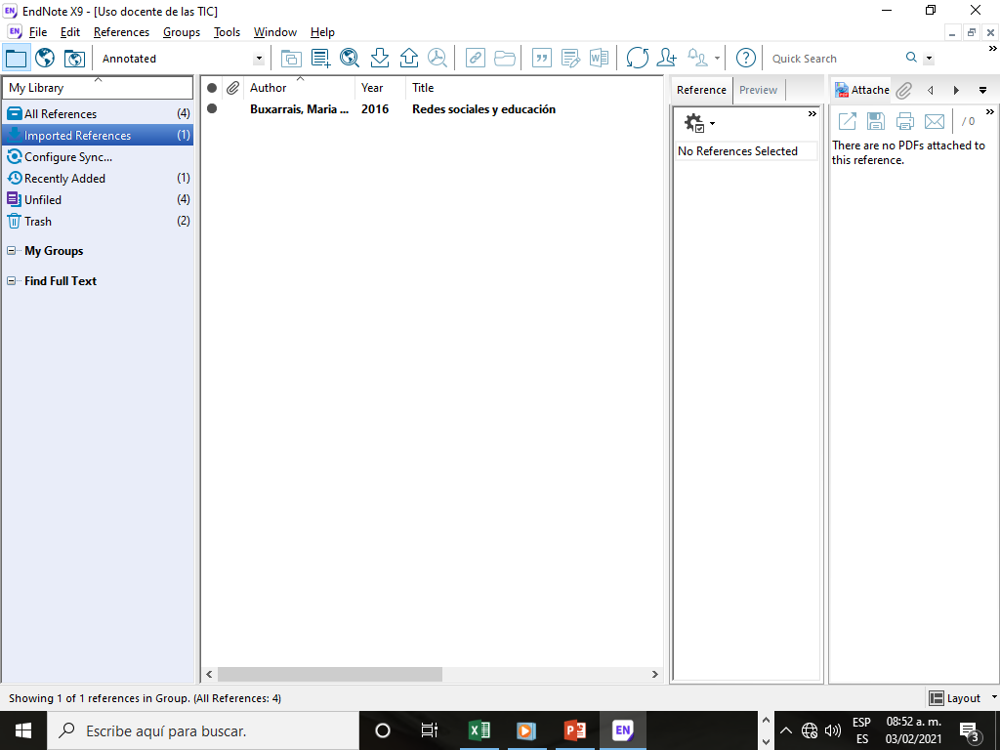 EN EndNote X9 - [Uso docente de las TIC]
EN File Edit References Groups Tools Window Help
Annotated
Quick Search
My Library
All References (4)
Imported References (1)
Configure Sync...
Recently Added (1)
Unfiled (4)
Trash (2)
My Groups
Find Full Text
Author Year Title
Buxarrais, Maria ... 2016 Redes sociales y educación
Reference Preview
No References Selected
Attache
/ 0
There are no PDFs attached to
this reference.
Showing 1 of 1 references in Group. (All References: 4)
Layout
Escribe aquí para buscar.
EN
ESP
ES
08:52 a. m.
03/02/2021
3